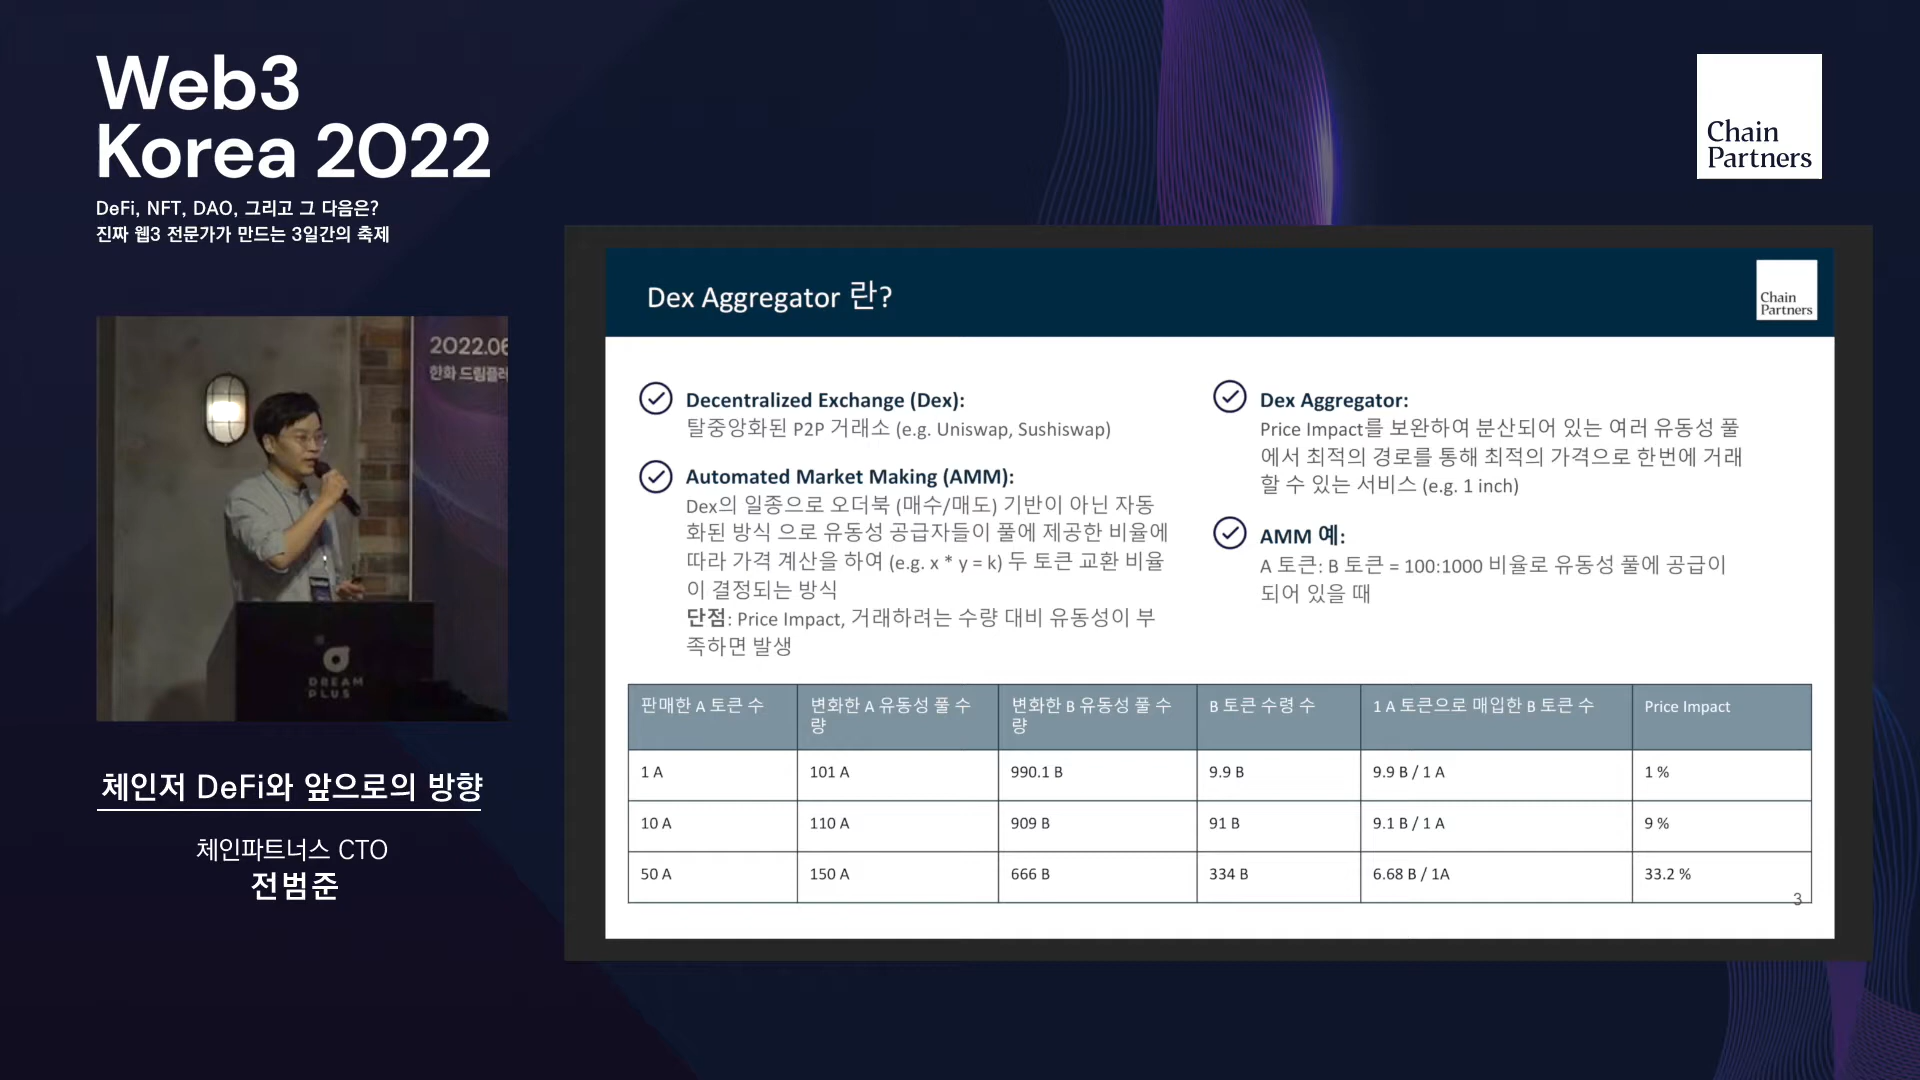 Web3
Korea 2022
DeFi, NFT, DAO, 그리고 그 다음은?
진짜 웹3 전문가가 만드는 3일간의 축제
Chain
Partners
2022.06
한화 드림플
DREAM
PLUS
체인저 DeFi와 앞으로의 방향
체인파트너스 CTO
전범준
Dex Aggregator 란?
Chain
Partners
Decentralized Exchange (Dex):
탈중앙화된 P2P 거래소 (e.g. Uniswap, Sushiswap)
Automated Market Making (AMM):
Dex의 일종으로 오더북 (매수/매도) 기반이 아닌 자동
화된 방식 으로 유동성 공급자들이 풀에 제공한 비율에
따라 가격 계산을 하여 (e.g. x * y = k) 두 토큰 교환 비율
이 결정되는 방식
단점: Price Impact, 거래하려는 수량 대비 유동성이 부
족하면 발생
Dex Aggregator:
Price Impact를 보완하여 분산되어 있는 여러 유동성 풀
에서 최적의 경로를 통해 최적의 가격으로 한번에 거래
할 수 있는 서비스 (e.g. 1 inch)
AMM 예:
A 토큰: B 토큰 = 100:1000 비율로 유동성 풀에 공급이
되어 있을 때
판매한 A 토큰 수
변화한 A 유동성 풀 수
량
변화한 B 유동성 풀 수
량
B 토큰 수령 수
1 A 토큰으로 매입한 B 토큰 수
Price Impact
1 A
101 A
990.1 B
9.9 B
9.9 B / 1 A
1 %
10 A
110 A
909 B
91 B
9.1 B / 1 A
9 %
50 A
150 A
666 B
334 B
6.68 B / 1A
33.2 %
3